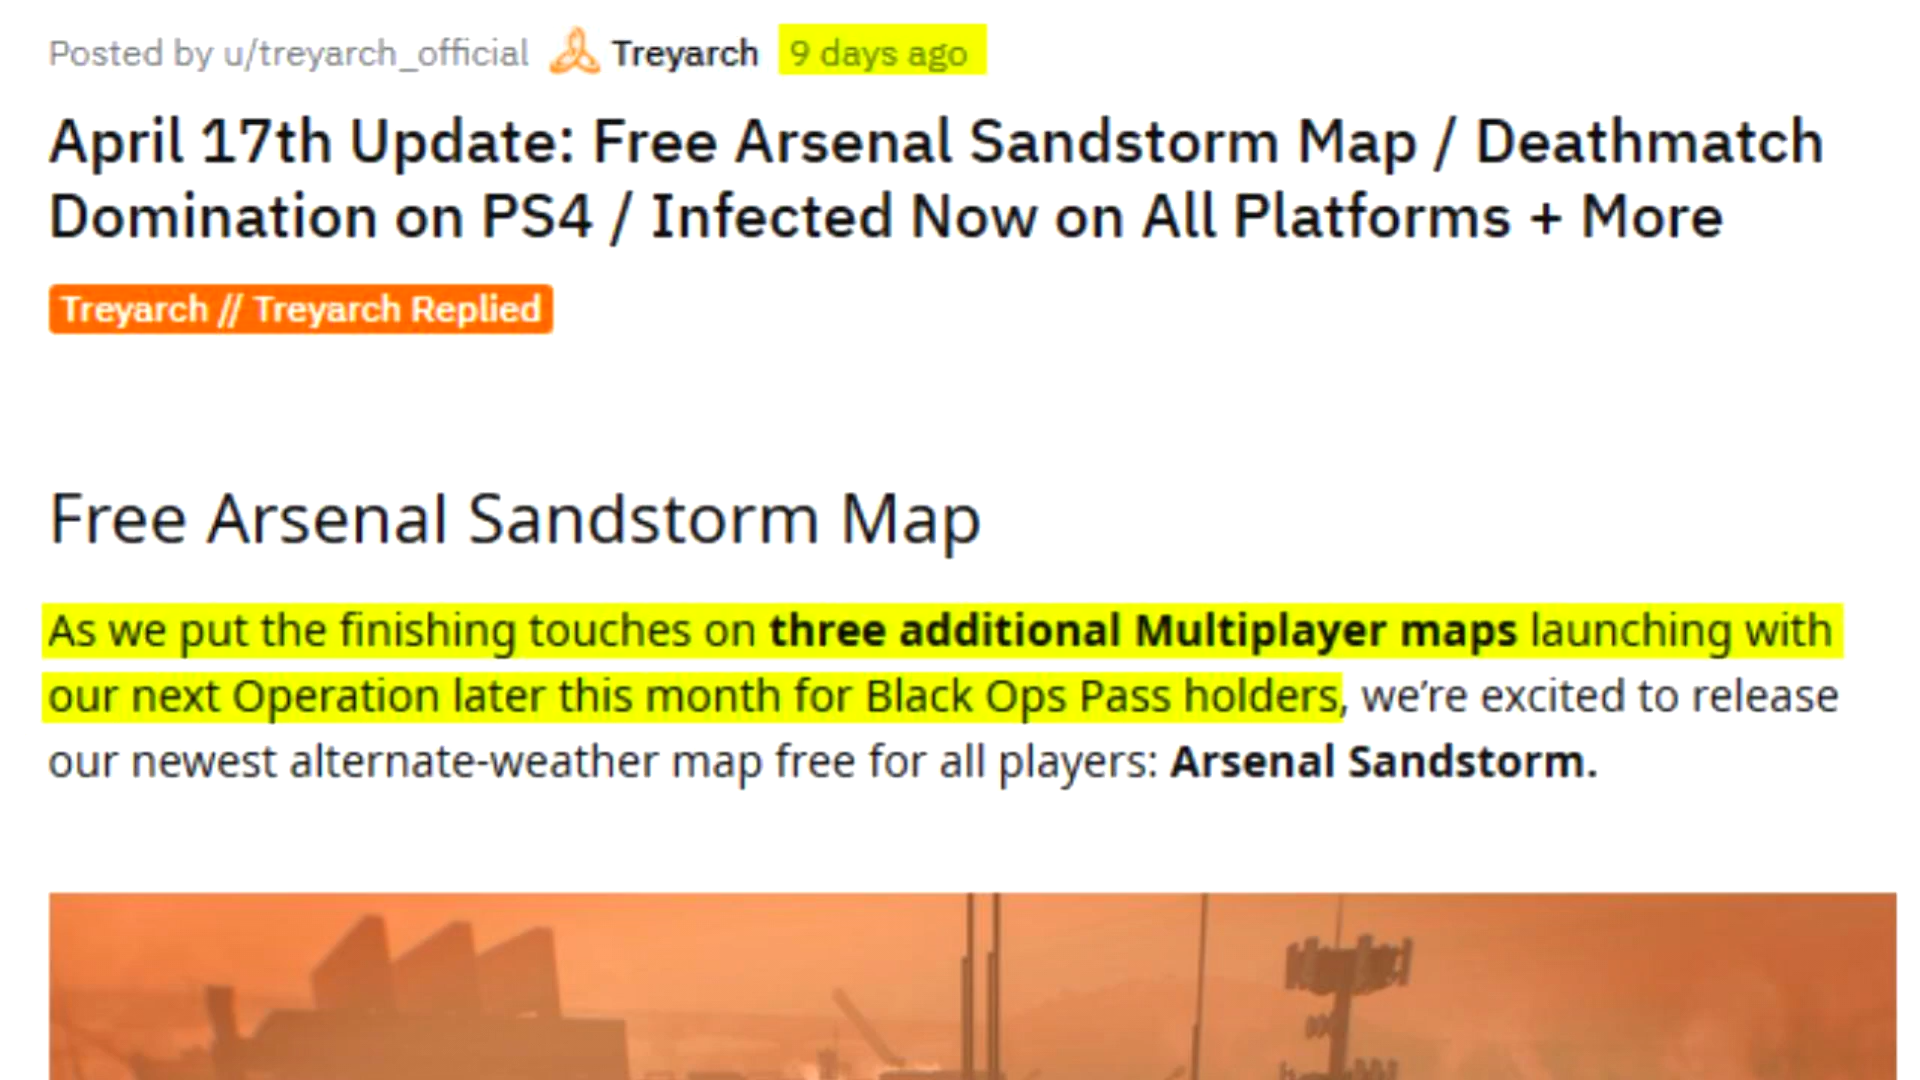 Posted by u/treyarch_official Treyarch 9 days ago
April 17th Update: Free Arsenal Sandstorm Map / Deathmatch
Domination on PS4 / Infected Now on All Platforms + More
Treyarch // Treyarch Replied
Free Arsenal Sandstorm Map
As we put the finishing touches on three additional Multiplayer maps launching with
our next Operation later this month for Black Ops Pass holders, we’re excited to release
our newest alternate-weather map free for all players: Arsenal Sandstorm.